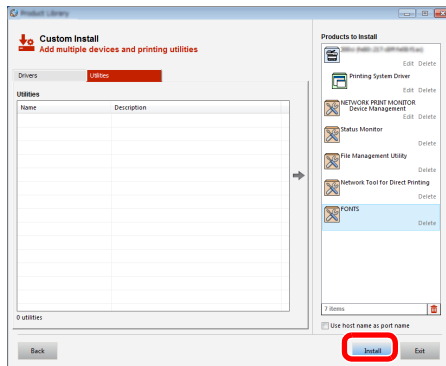 Product Library
Custom Install
Add multiple devices and printing utilities
Drivers
Utilities
Utilities
Name
Description
0 utilities
Products to Install
Edit Delete
Printing System Driver
Edit Delete
NETWORK PRINT MONITOR
Device Management
Edit Delete
Status Monitor
Delete
File Management Utility
Delete
Network Tool for Direct Printing
Delete
FONTS
Delete
7 items
Use host name as port name
Back
Install
Exit